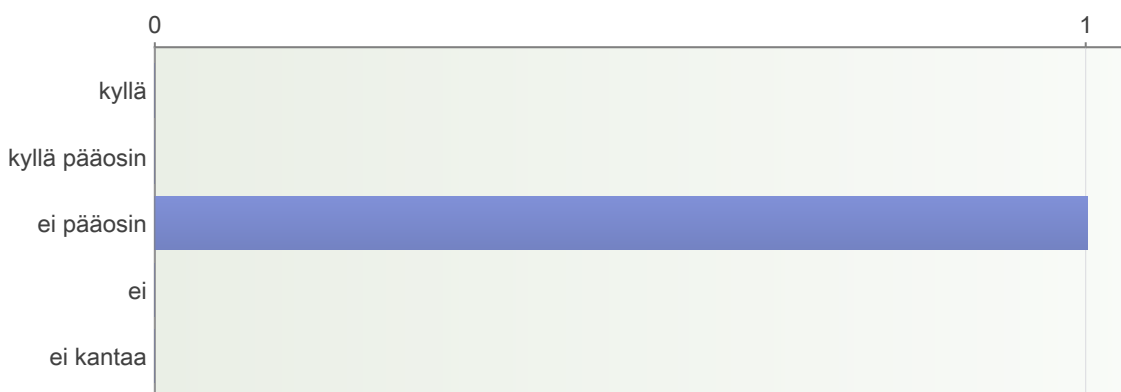 0 1
kyllä
kyllä pääosin
ei pääosin
ei
ei kantaa